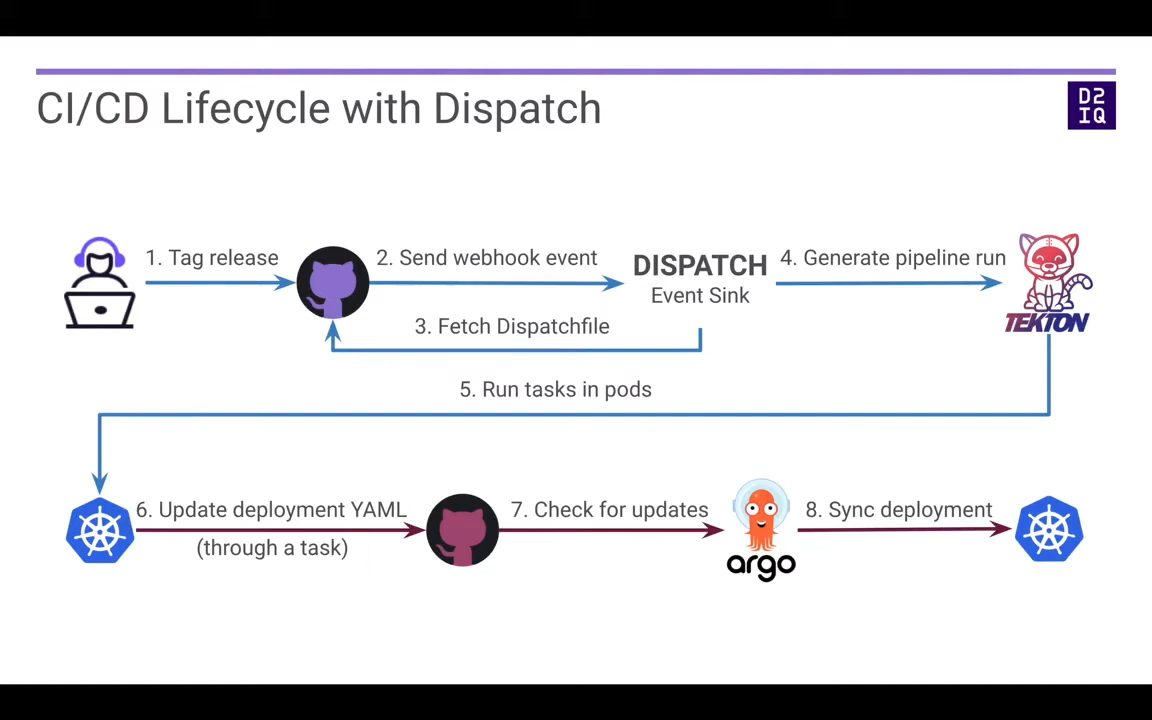 CI/CD Lifecycle with Dispatch
D2
IQ
1. Tag release
2. Send webhook event
DISPATCH
Event Sink
4. Generate pipeline run
TEKTON
3. Fetch Dispatchfile
5. Run tasks in pods
6. Update deployment YAML
(through a task)
7. Check for updates
argo
8. Sync deployment